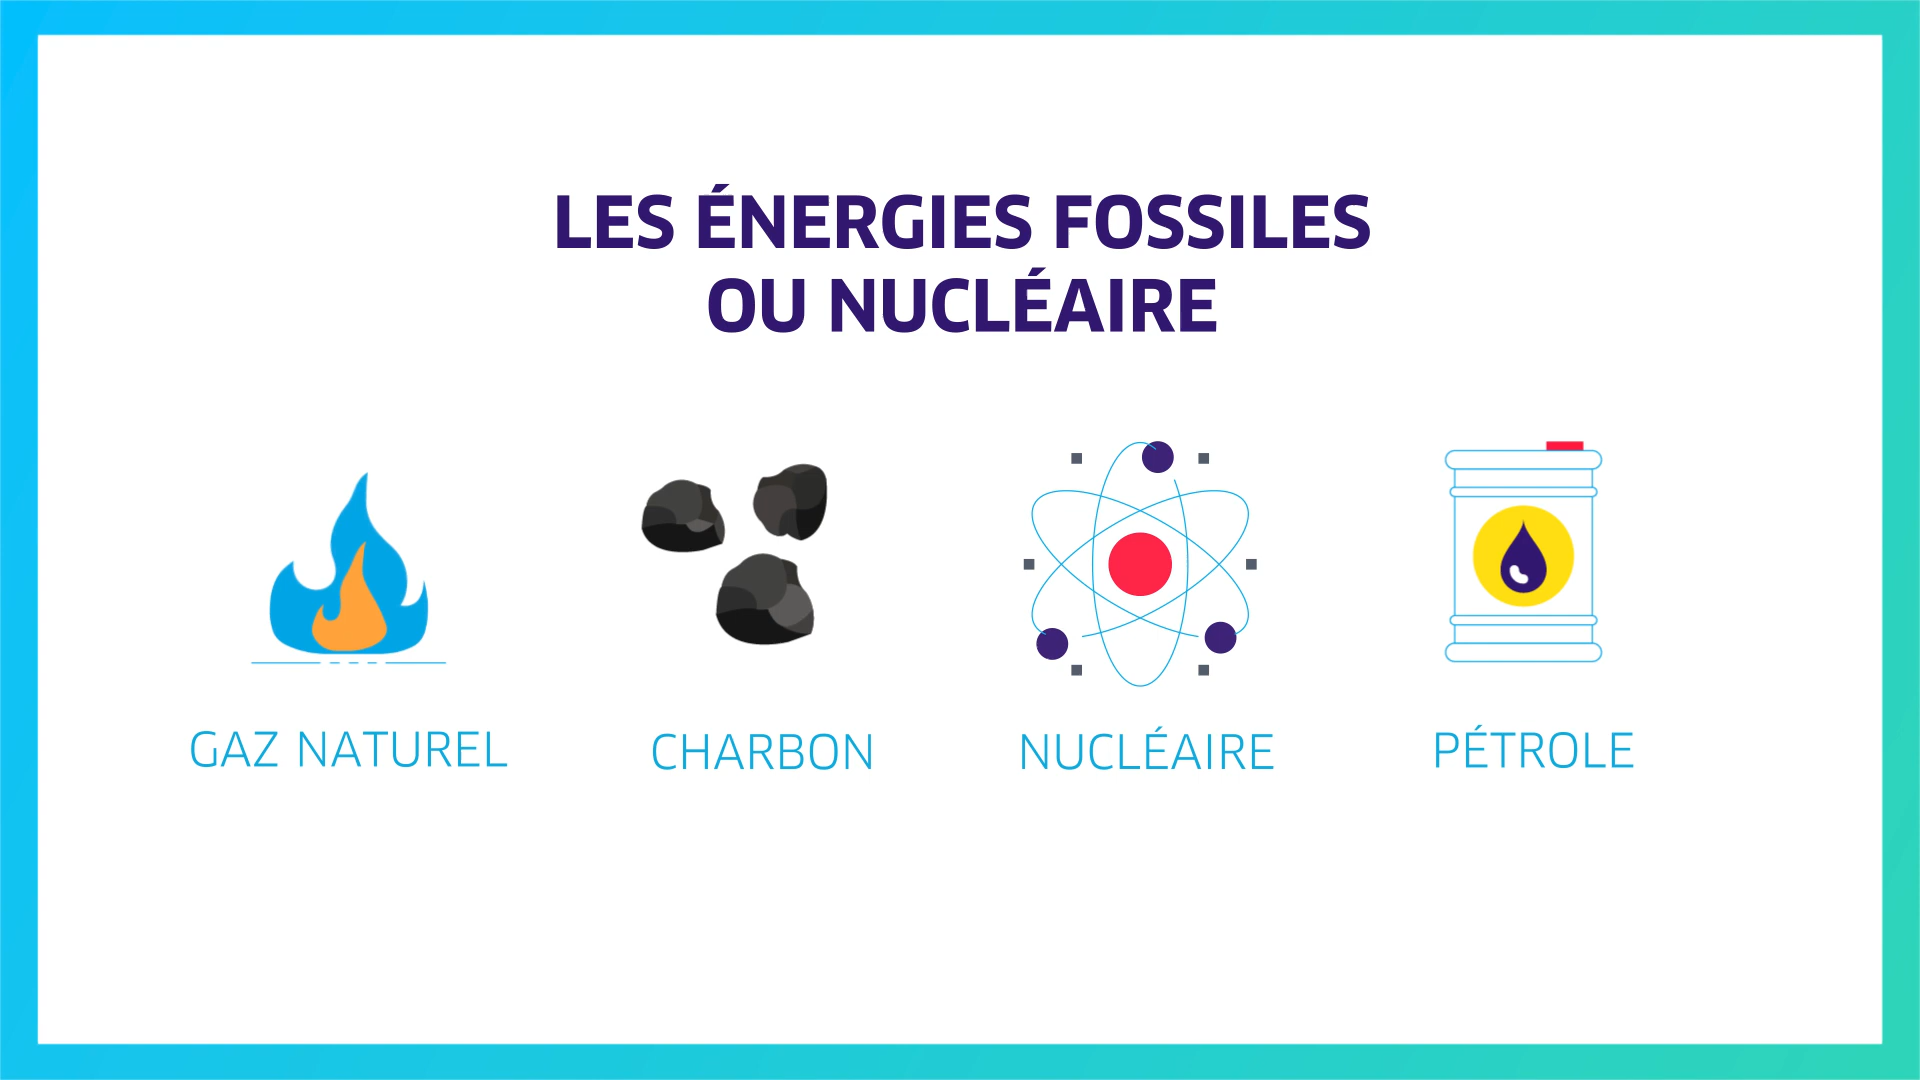 LES ÉNERGIES FOSSILES
OU NUCLÉAIRE
GAZ NATUREL
CHARBON
NUCLÉAIRE
PÉTROLE